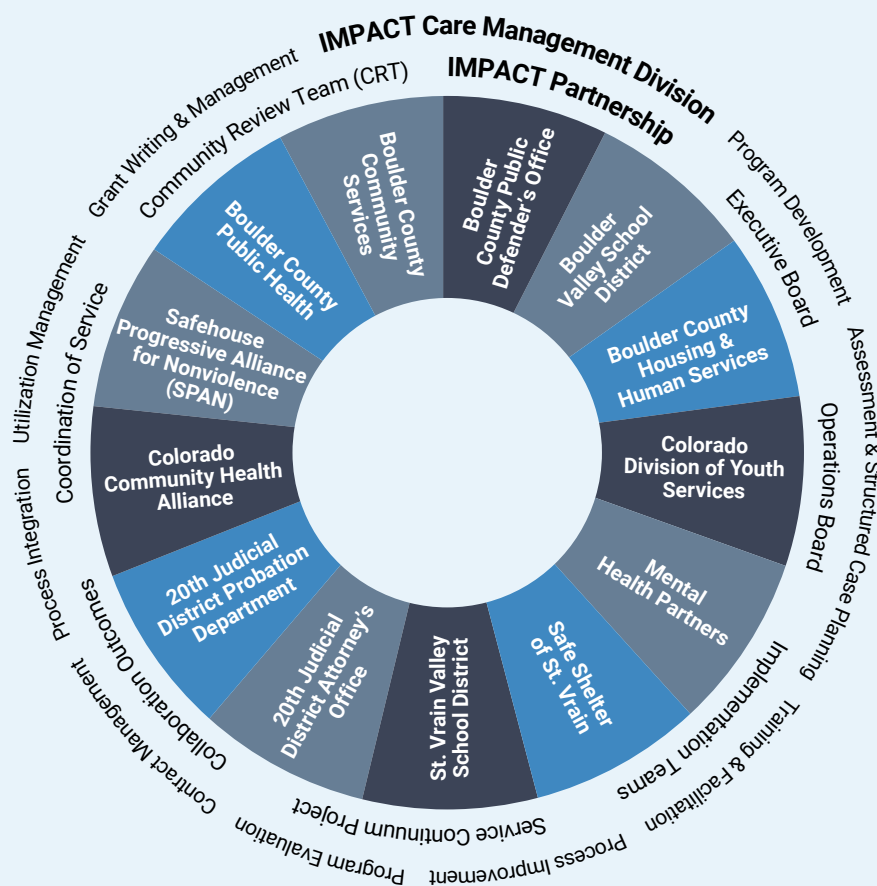 IMPACT Care Management Division
Program Development
Assessment & Structured Case Planning
Training & Facilitation
Process Improvement
Program Evaluation
Contract Management
Process Integration
Utilization Management
Grant Writing & Management
IMPACT Partnership
Executive Board
Operations Board
Implementation Teams
Service Continuum Project
Collaboration Outcomes
Coordination of Service
Community Review Team (CRT)
Boulder
County Public
Defender's Office
Boulder
Valley School
District
Boulder County
Housing &
Human Services
Colorado
Division of Youth
Services
Mental
Health Partners
Safe Shelter
of St. Vrain
St. Vrain Valley
School District
20th Judicial
District Attorney's
Office
20th Judicial
District Probation
Department
Colorado
Community Health
Alliance
Safehouse
Progressive Alliance
for Nonviolence
(SPAN)
Boulder County
Public Health
Boulder County
Community
Services